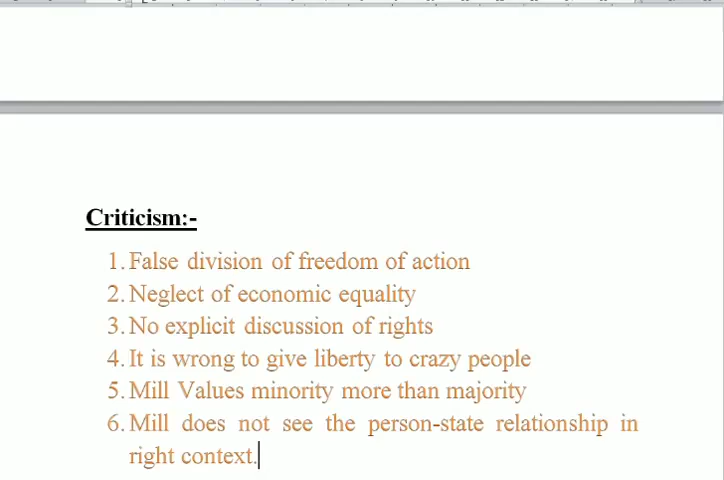 Criticism:-
1. False division of freedom of action
2. Neglect of economic equality
3. No explicit discussion of rights
4. It is wrong to give liberty to crazy people
5. Mill Values minority more than majority
6. Mill does not see the person-state relationship in
right context.